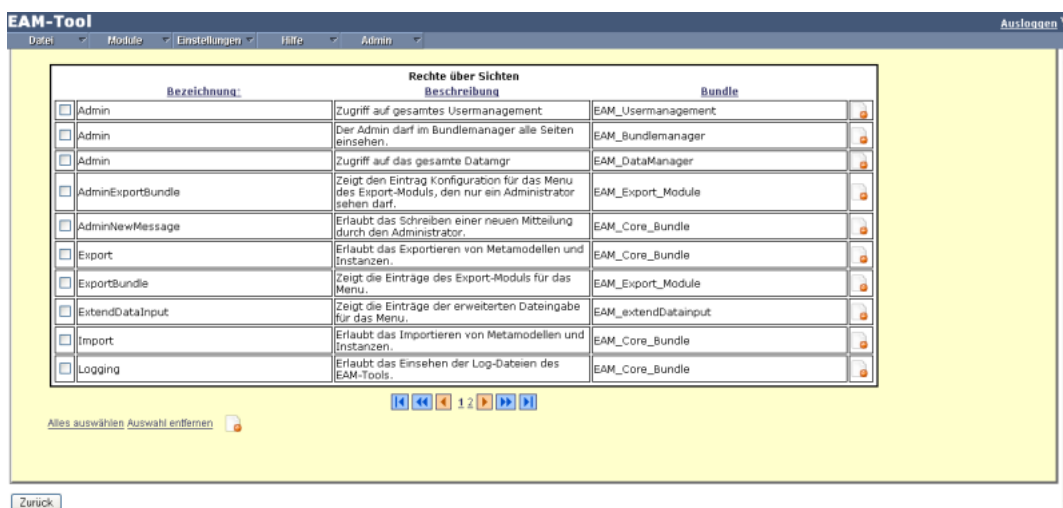 EAM-Tool
Ausloggen
Datei Module Einstellungen Hilfe Admin
Rechte über Sichten
Bezeichnung: Beschreibung Bundle
Admin Zugriff auf gesamtes Usermanagement EAM_Usermanagement
Admin Der Admin darf im Bundlemanager alle Seiten EAM_Bundlemanager
einsehen.
Admin Zugriff auf das gesamte Datamgr EAM_DataManager
AdminExportBundle Zeigt den Eintrag Konfiguration für das Menu EAM_Export_Module
des Export-Moduls, den nur ein Administrator
sehen darf.
AdminNewMessage Erlaubt das Schreiben einer neuen Mitteilung EAM_Core_Bundle
durch den Administrator.
Export Erlaubt das Exportieren von Metamodellen und EAM_Core_Bundle
Instanzen.
ExportBundle Zeigt die Einträge des Export-Moduls für das EAM_Export_Module
Menu.
ExtendDataInput Zeigt die Einträge der erweiterten Dateingabe EAM_extendDatainput
für das Menu.
Import Erlaubt das Importieren von Metamodellen und EAM_Core_Bundle
Instanzen.
Logging Erlaubt das Einsehen der Log-Dateien des EAM_Core_Bundle
EAM-Tools.
1 2
Alles auswählen Auswahl entfernen
Zurück